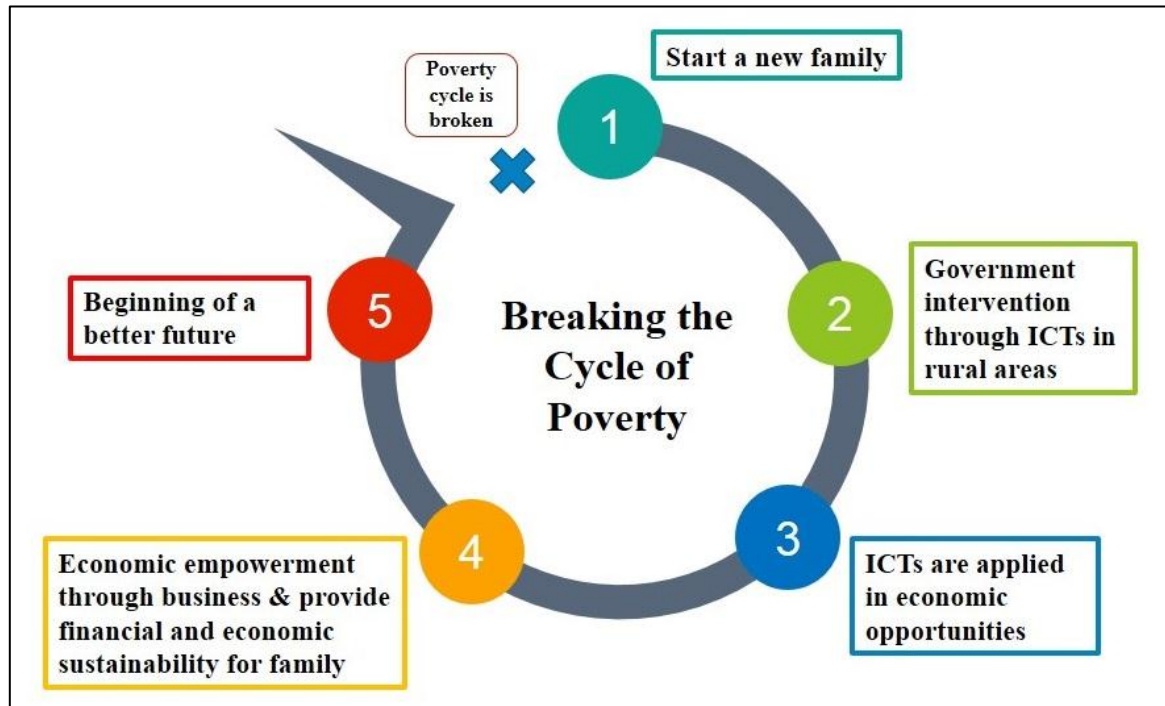 Poverty
cycle is
broken
1
Start a new family
2
Government
intervention
through ICTs in
rural areas
3
ICTs are applied
in economic
opportunities
4
Economic empowerment
through business & provide
financial and economic
sustainability for family
5
Beginning of a
better future
Breaking the
Cycle of
Poverty